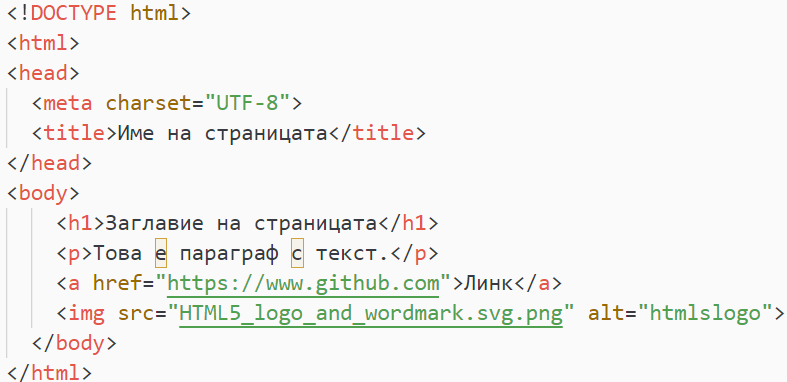 <!DOCTYPE html>
<html>
<head>
<meta charset="UTF-8">
<title>Име на страницата</title>
</head>
<body>
<h1>Заглавие на страницата</h1>
<p>Това е параграф с текст.</p>
<a href="https://www.github.com">Линк</a>
<img src="HTML5_logo_and_wordmark.svg.png" alt="htmlslogo">
</body>
</html>